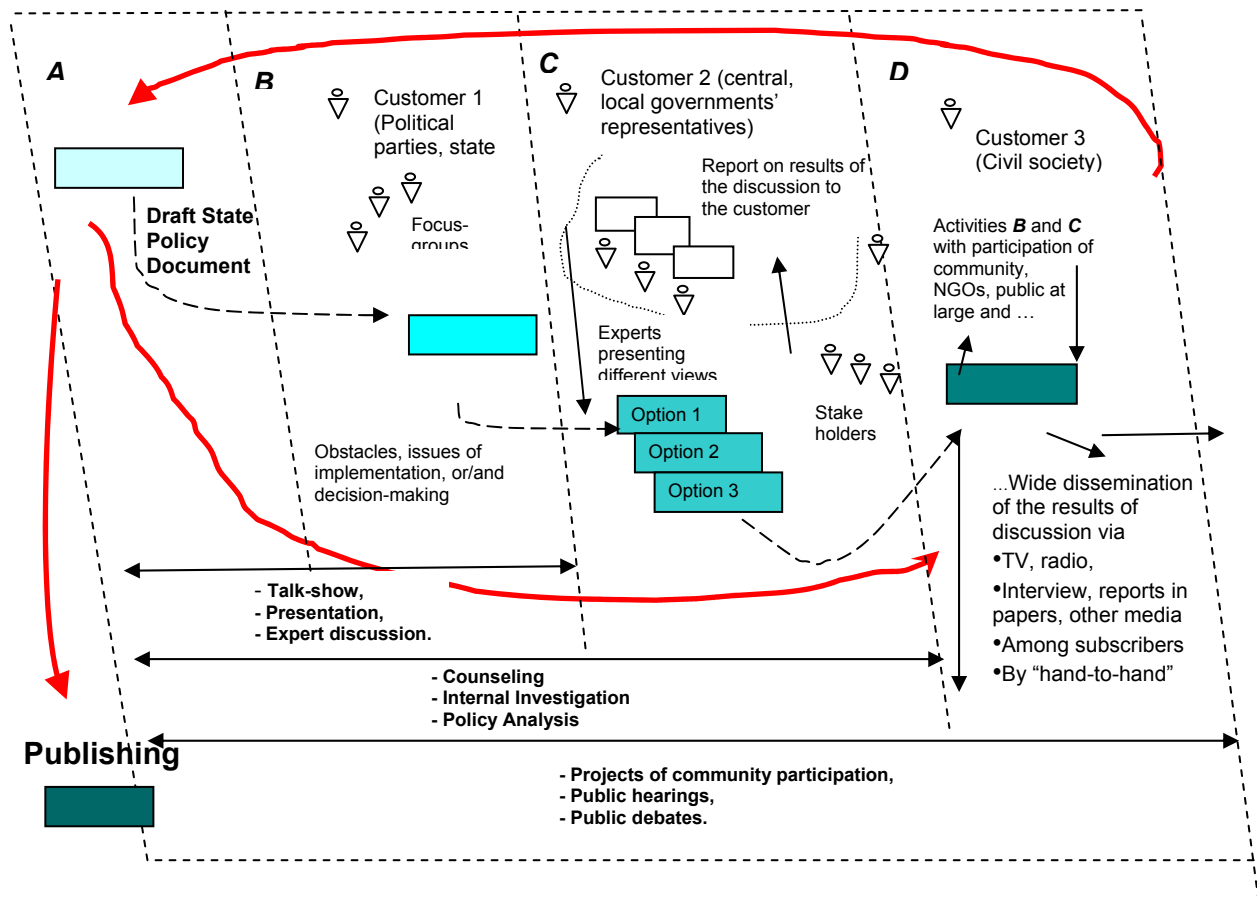 A
Draft State
Policy
Document
B
Customer 1
(Political
parties, state
Focus-
groups
Obstacles, issues of
implementation, or/and
decision-making
C
Customer 2 (central,
local governments’
representatives)
Report on results of
the discussion to
the customer
Experts
presenting
different views
Option 1
Option 2
Option 3
Stake
holders
D
Customer 3
(Civil society)
Activities B and C
with participation of
community,
NGOs, public at
large and …
...Wide dissemination
of the results of
discussion via
•TV, radio,
•Interview, reports in
papers, other media
•Among subscribers
•By “hand-to-hand”
- Talk-show,
- Presentation,
- Expert discussion.
- Counseling
- Internal Investigation
- Policy Analysis
Publishing
- Projects of community participation,
- Public hearings,
- Public debates.